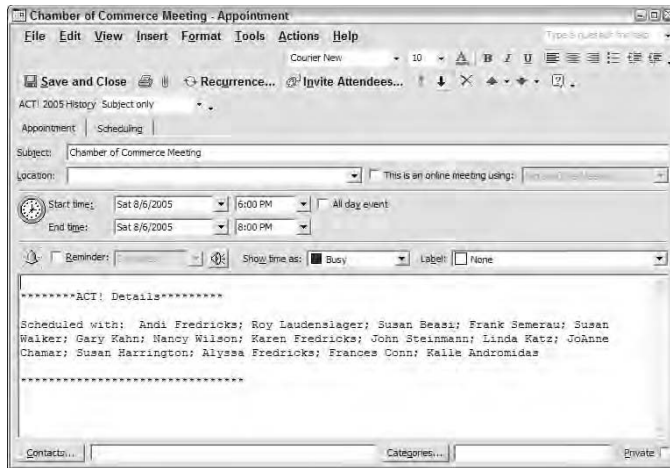 Chamber of Commerce Meeting - Appointment
File Edit View Insert Format Tools Actions Help
Courier New 10 A B I U
Save and Close Recurrence... Invite Attendees...
ACT! 2005 History Subject only
Appointment Scheduling
Subject: Chamber of Commerce Meeting
Location: This is an online meeting using:
Start time: Sat 8/6/2005 6:00 PM All day event
End time: Sat 8/6/2005 8:00 PM
Reminder: Show time as: Busy Label: None
********ACT! Details*********
Scheduled with: Andi Fredricks; Roy Laudenslager; Susan Beasi; Frank Semerau; Susan
Walker; Gary Kahn; Nancy Wilson; Karen Fredricks; John Steinmann; Linda Katz; JoAnne
Chamar; Susan Harrington; Alyssa Fredricks; Frances Conn; Kalle Andromidas
*******************************
Contacts... Categories... Private